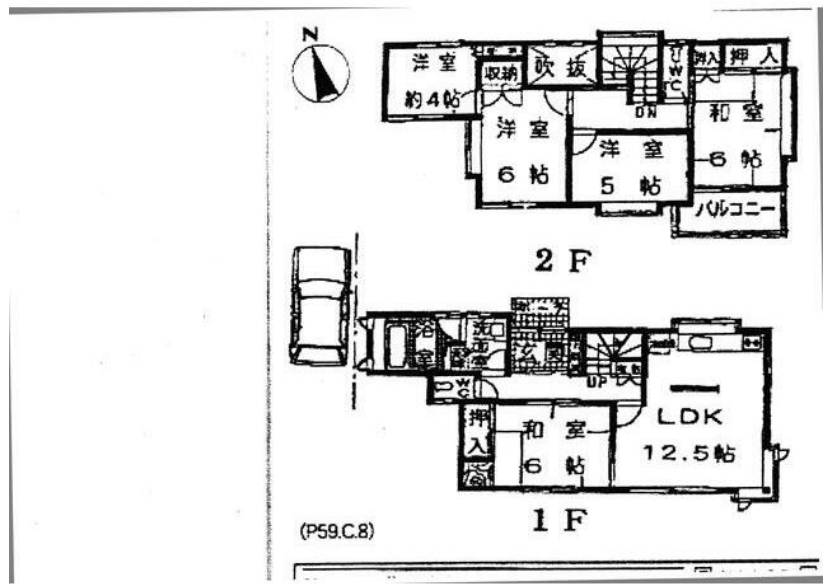 N
洋室
約4帖
収納
吹抜
WC
押入
押入
DN
洋室
6帖
洋室
5帖
和室
6帖
バルコニー
2F
浴室
洗面室
玄関
UP
WC
押入
和室
6帖
LDK
12.5帖
1F
(P59.C.8)